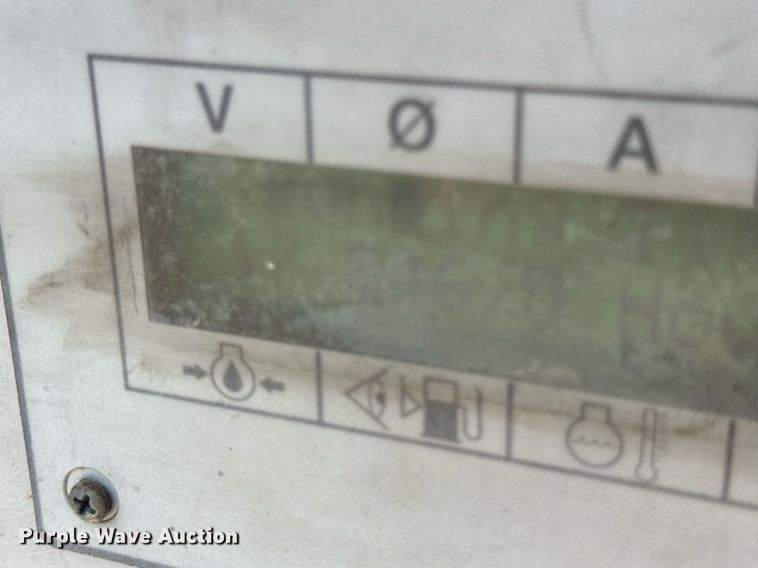 V Ø A
Purple Wave Auction